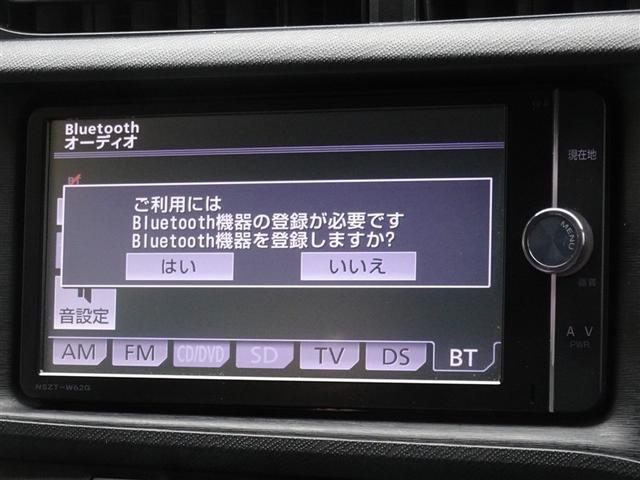 Bluetooth
オーディオ
ご利用には
Bluetooth機器の登録が必要です
Bluetooth機器を登録しますか?
はい
いいえ
音設定
AM
FM
CD/DVD
SD
TV
DS
BT
NSZT-W62G
現在地
MENU
画質
AV
PWR